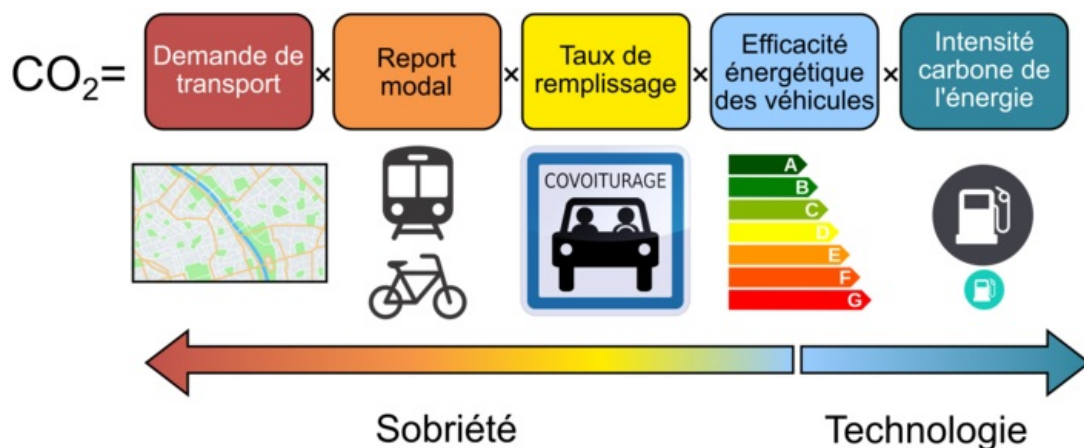 CO2=
Demande de
transport
×
Report
modal
×
Taux de
remplissage
×
Efficacité
énergétique
des véhicules
×
Intensité
carbone de
l'énergie
COVOITURAGE
A
B
C
D
E
F
G
Sobriété
Technologie